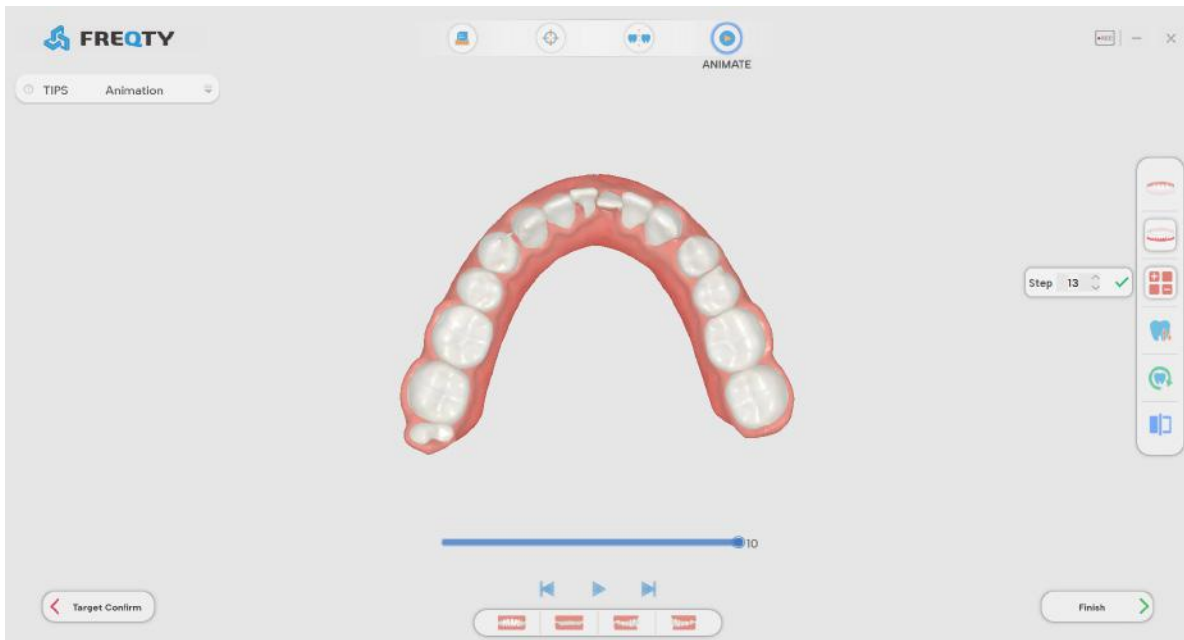 FREQTY
ANIMATE
TIPS Animation
Step 13
10
Target Confirm
Finish